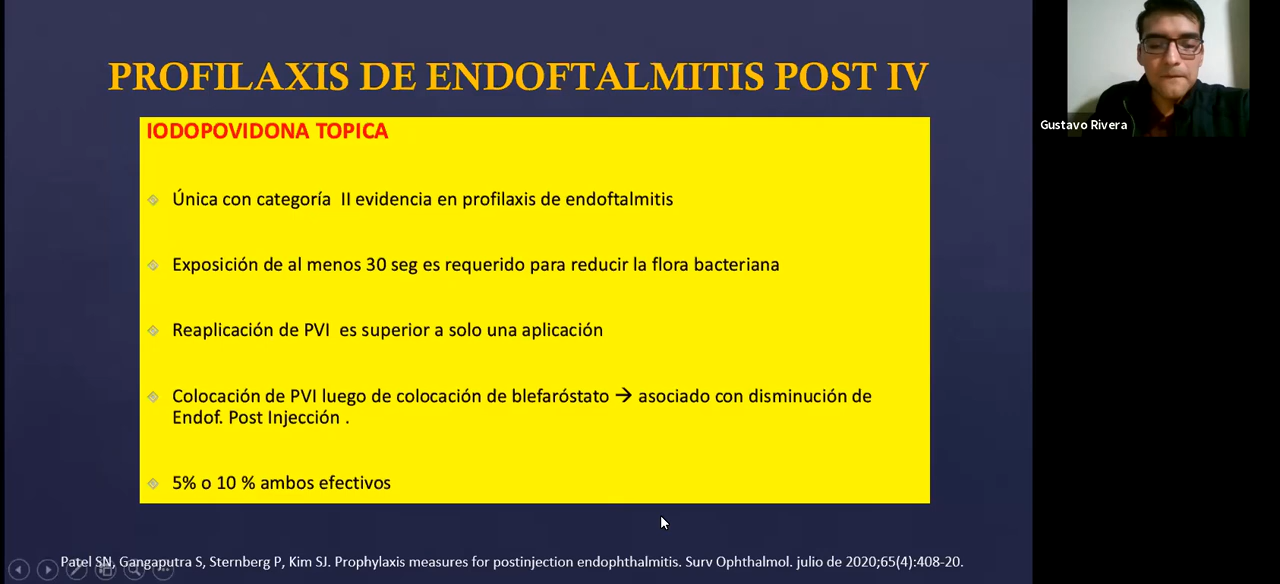 PROFILAXIS DE ENDOFTALMITIS POST IV
IODOPOVIDONA TOPICA
Única con categoría II evidencia en profilaxis de endoftalmitis
Exposición de al menos 30 seg es requerido para reducir la flora bacteriana
Reaplicación de PVI es superior a solo una aplicación
Colocación de PVI luego de colocación de blefaróstato → asociado con disminución de
Endof. Post Injección .
5% o 10 % ambos efectivos
Patel SN, Gangaputra S, Sternberg P, Kim SJ. Prophylaxis measures for postinjection endophthalmitis. Surv Ophthalmol. julio de 2020;65(4):408-20.
Gustavo Rivera